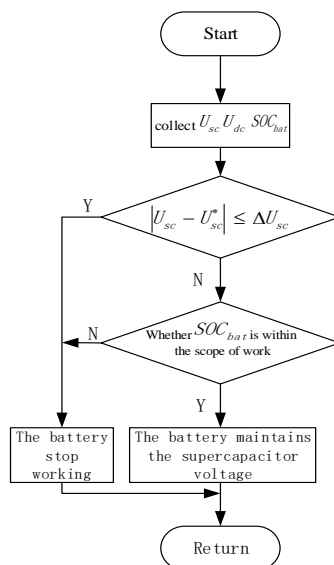 Start
collect U_sc U_dc SOC_bat
Y
|U_sc − U*_sc| ≤ ΔU_sc
N
N
Whether SOC_bat is within
the scope of work
Y
The battery
stop
working
The battery maintains
the supercapacitor
voltage
Return